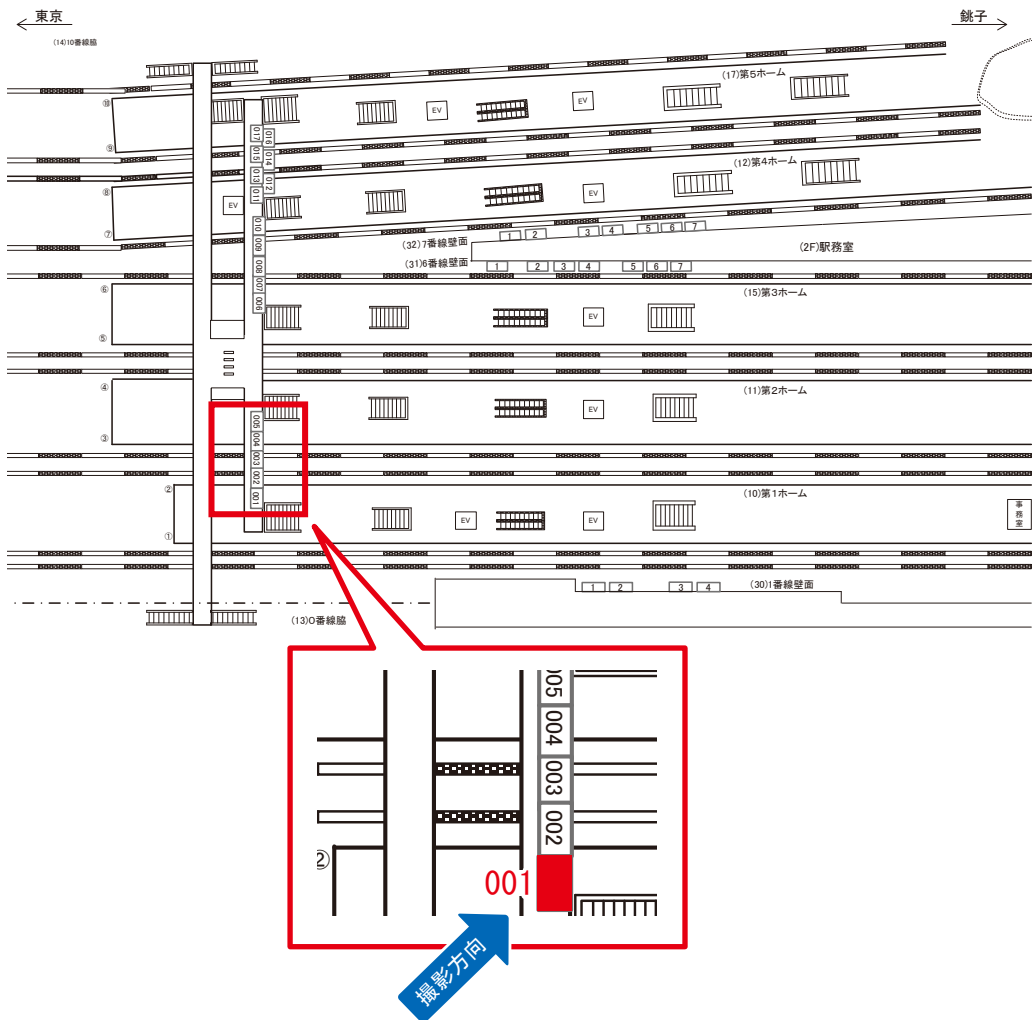 東京
銚子
(14)10番線脇
(17)第5ホーム
⑩
EV
EV
⑨
017
016
015
014
013
012
011
(12)第4ホーム
⑧
EV
EV
⑦
010
009
008
007
006
(32)7番線壁面
1 2 3 4 5 6 7
(2F)駅務室
(31)6番線壁面
1 2 3 4 5 6 7
⑥
(15)第3ホーム
EV
⑤
④
(11)第2ホーム
EV
③
005
004
003
002
001
②
(10)第1ホーム
EV
EV
事務室
①
1 2 3 4
(30)1番線壁面
(13)0番線脇
005
004
003
002
②
001
撮影方向